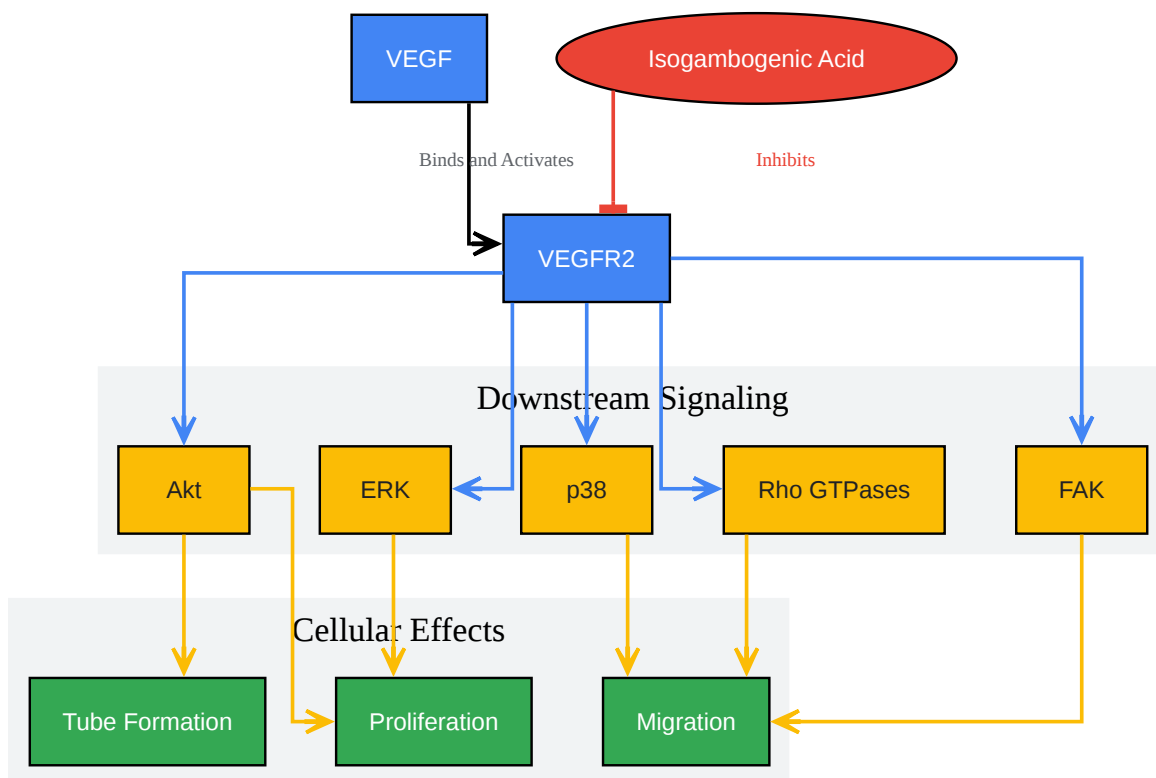 VEGF
Isogambogenic Acid
Binds and Activates
Inhibits
VEGFR2
Downstream Signaling
Akt
ERK
p38
Rho GTPases
FAK
Cellular Effects
Tube Formation
Proliferation
Migration